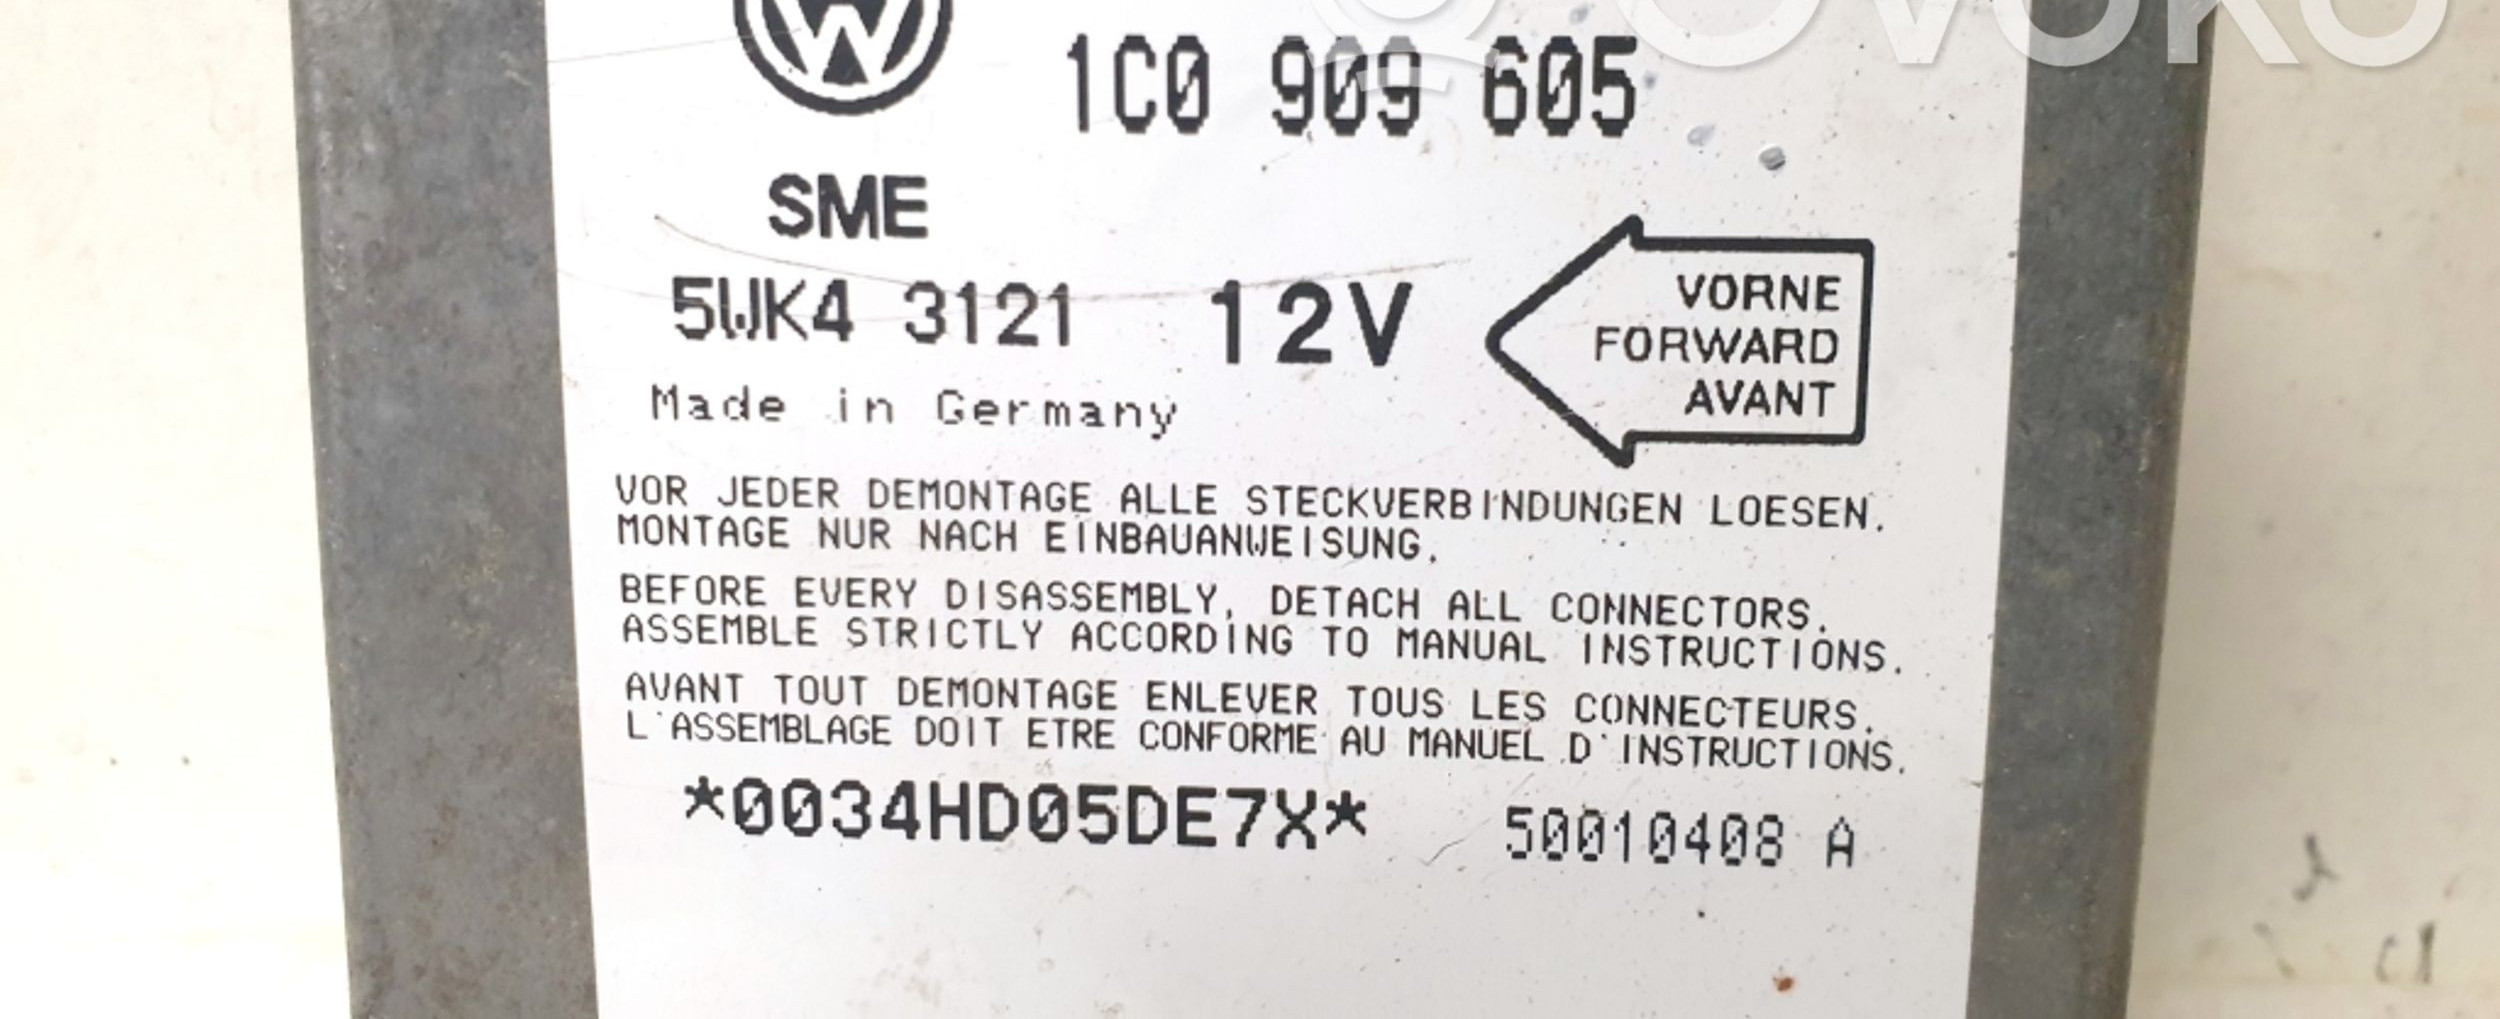 OVOKO
1C0 909 605
SME
5WK4 3121 12V
VORNE
FORWARD
AVANT
Made in Germany
VOR JEDER DEMONTAGE ALLE STECKVERBINDUNGEN LOESEN.
MONTAGE NUR NACH EINBAUANWEISUNG.
BEFORE EVERY DISASSEMBLY, DETACH ALL CONNECTORS.
ASSEMBLE STRICTLY ACCORDING TO MANUAL INSTRUCTIONS.
AVANT TOUT DEMONTAGE ENLEVER TOUS LES CONNECTEURS.
L'ASSEMBLAGE DOIT ETRE CONFORME AU MANUEL D'INSTRUCTIONS.
*0034HD05DE7X* 50010408 A